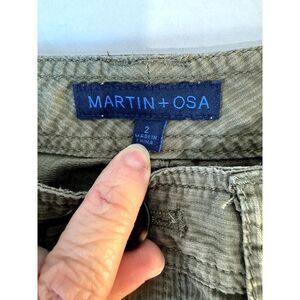 MARTIN + OSA
2
MADE IN
CHINA